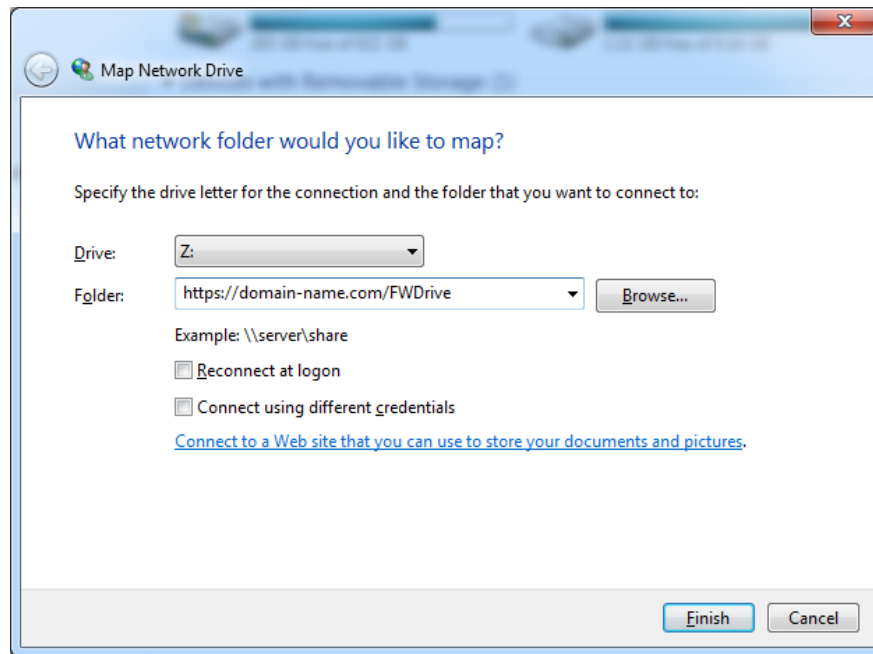 Map Network Drive
What network folder would you like to map?
Specify the drive letter for the connection and the folder that you want to connect to:
Drive: Z:
Folder: https://domain-name.com/FWDrive Browse...
Example: \\server\share
Reconnect at logon
Connect using different credentials
Connect to a Web site that you can use to store your documents and pictures.
Finish Cancel